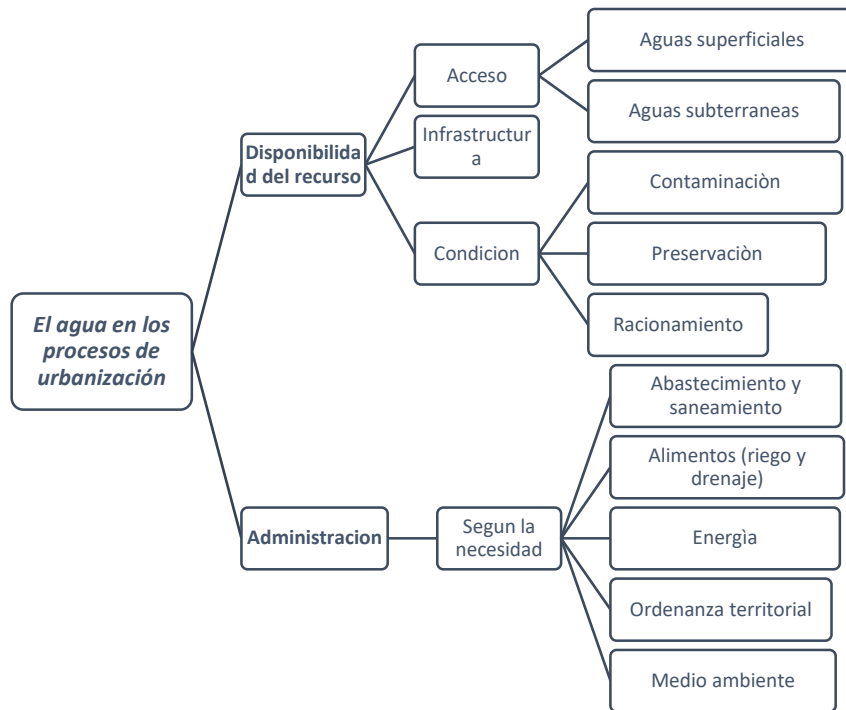 El agua en los
procesos de
urbanización
Disponibilida
d del recurso
Acceso
Aguas superficiales
Aguas subterraneas
Infrastructur
a
Condicion
Contaminaciòn
Preservaciòn
Racionamiento
Administracion
Segun la
necesidad
Abastecimiento y
saneamiento
Alimentos (riego y
drenaje)
Energìa
Ordenanza territorial
Medio ambiente